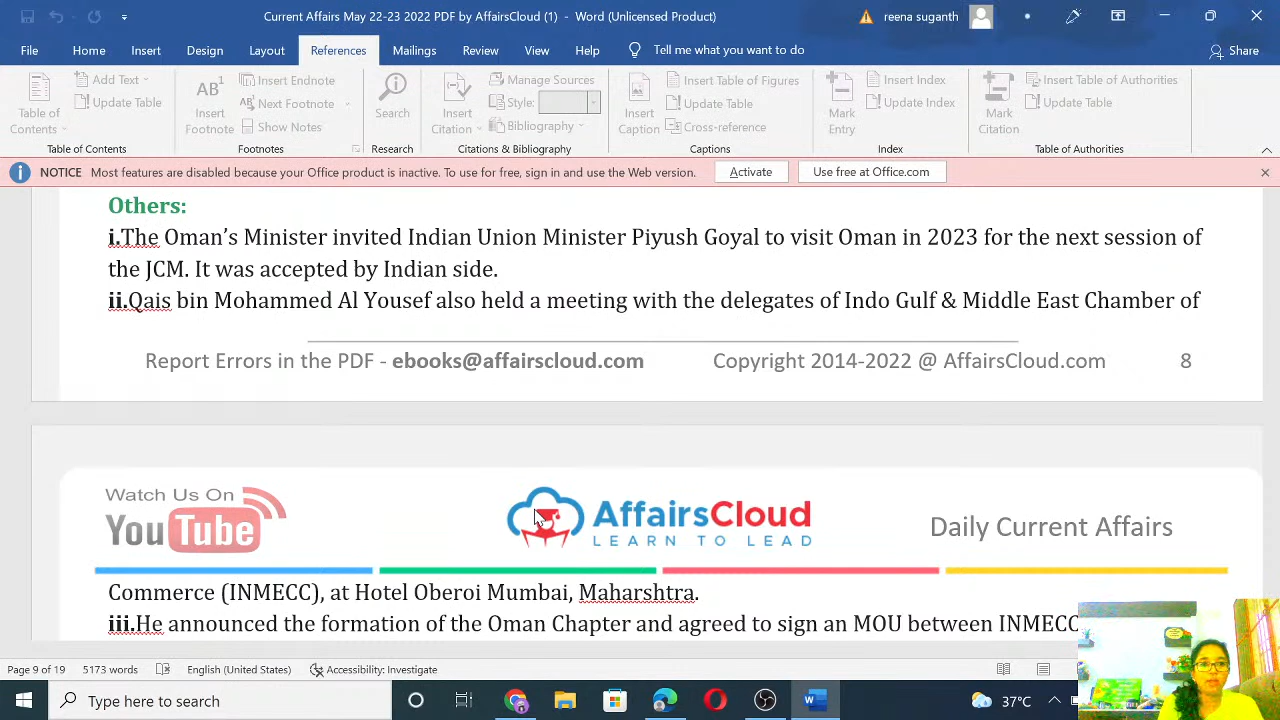 Current Affairs May 22-23 2022 PDF by AffairsCloud (1) - Word (Unlicensed Product)
reena suganth
File Home Insert Design Layout References Mailings Review View Help Tell me what you want to do Share
Table of Contents
Add Text
Update Table
Table of Contents
AB1 Insert Footnote
Insert Endnote
Next Footnote
Show Notes
Footnotes
Search
Research
Insert Citation
Manage Sources
Style:
Bibliography
Citations & Bibliography
Insert Caption
Insert Table of Figures
Update Table
Cross-reference
Captions
Mark Entry
Insert Index
Update Index
Index
Mark Citation
Insert Table of Authorities
Update Table
Table of Authorities
NOTICE Most features are disabled because your Office product is inactive. To use for free, sign in and use the Web version. Activate Use free at Office.com
Others:
i.The Oman's Minister invited Indian Union Minister Piyush Goyal to visit Oman in 2023 for the next session of
the JCM. It was accepted by Indian side.
ii.Qais bin Mohammed Al Yousef also held a meeting with the delegates of Indo Gulf & Middle East Chamber of
Report Errors in the PDF - ebooks@affairscloud.com Copyright 2014-2022 @ AffairsCloud.com 8
Watch Us On
YouTube
AffairsCloud
LEARN TO LEAD
Daily Current Affairs
Commerce (INMECC), at Hotel Oberoi Mumbai, Maharshtra.
iii.He announced the formation of the Oman Chapter and agreed to sign an MOU between INMECC
Page 9 of 19 5173 words English (United States) Accessibility: Investigate
Type here to search
37°C